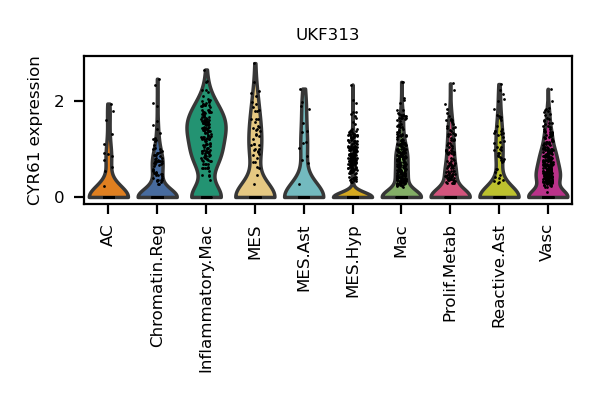 UKF313
CYR61 expression
2
0
AC
Chromatin.Reg
Inflammatory.Mac
MES
MES.Ast
MES.Hyp
Mac
Prolif.Metab
Reactive.Ast
Vasc